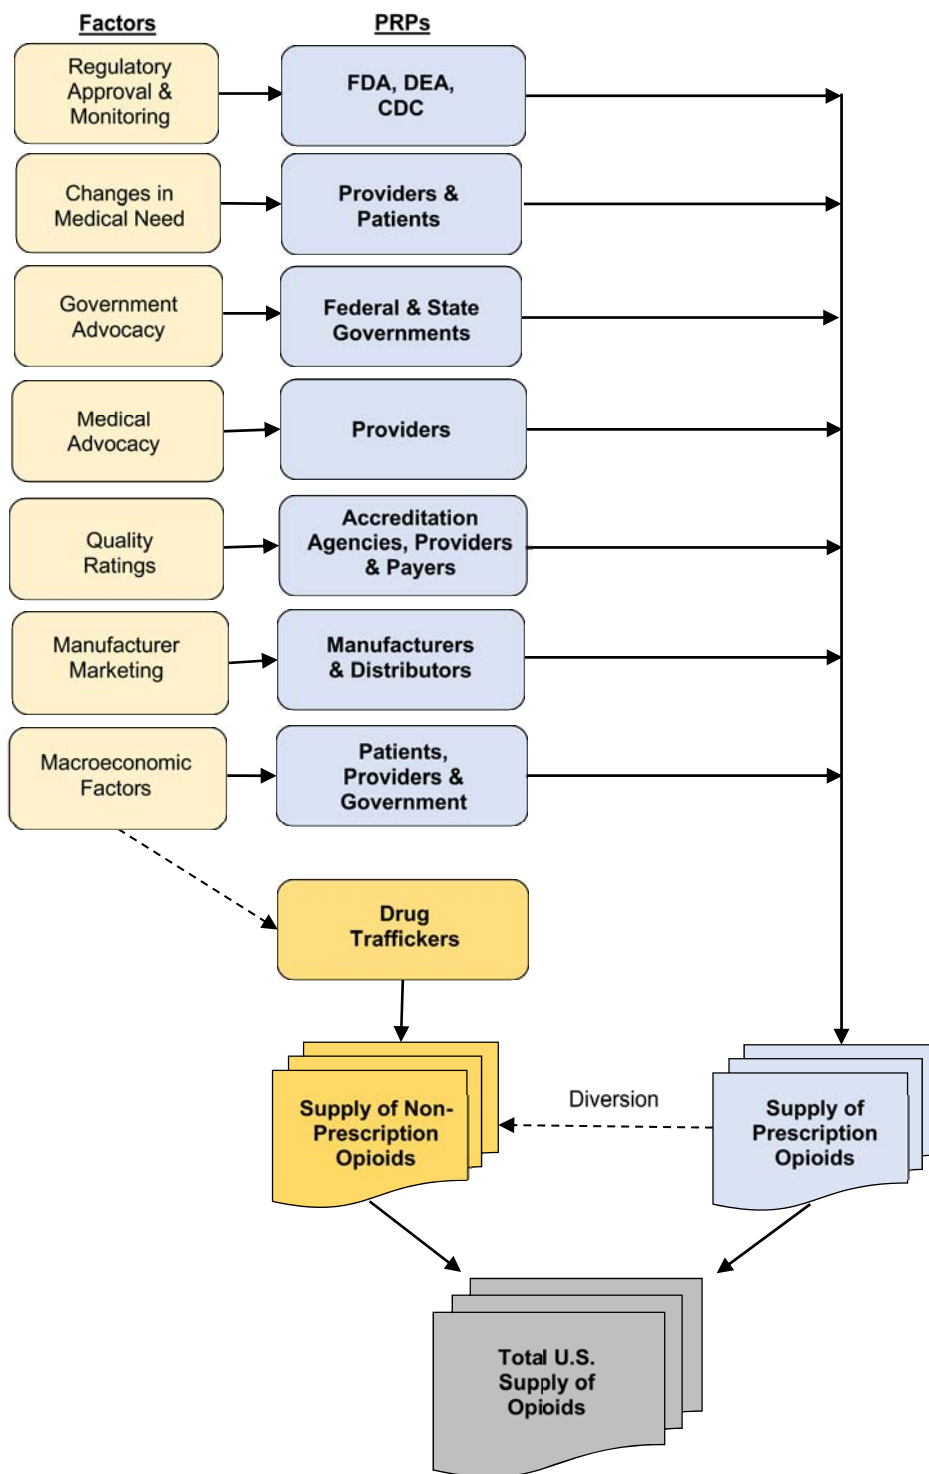 Factors
PRPs
Regulatory
Approval &
Monitoring
FDA, DEA,
CDC
Changes in
Medical Need
Providers &
Patients
Government
Advocacy
Federal & State
Governments
Medical
Advocacy
Providers
Quality
Ratings
Accreditation
Agencies, Providers
& Payers
Manufacturer
Marketing
Manufacturers
& Distributors
Macroeconomic
Factors
Patients,
Providers &
Government
Drug
Traffickers
Supply of Non-
Prescription
Opioids
Diversion
Supply of
Prescription
Opioids
Total U.S.
Supply of
Opioids